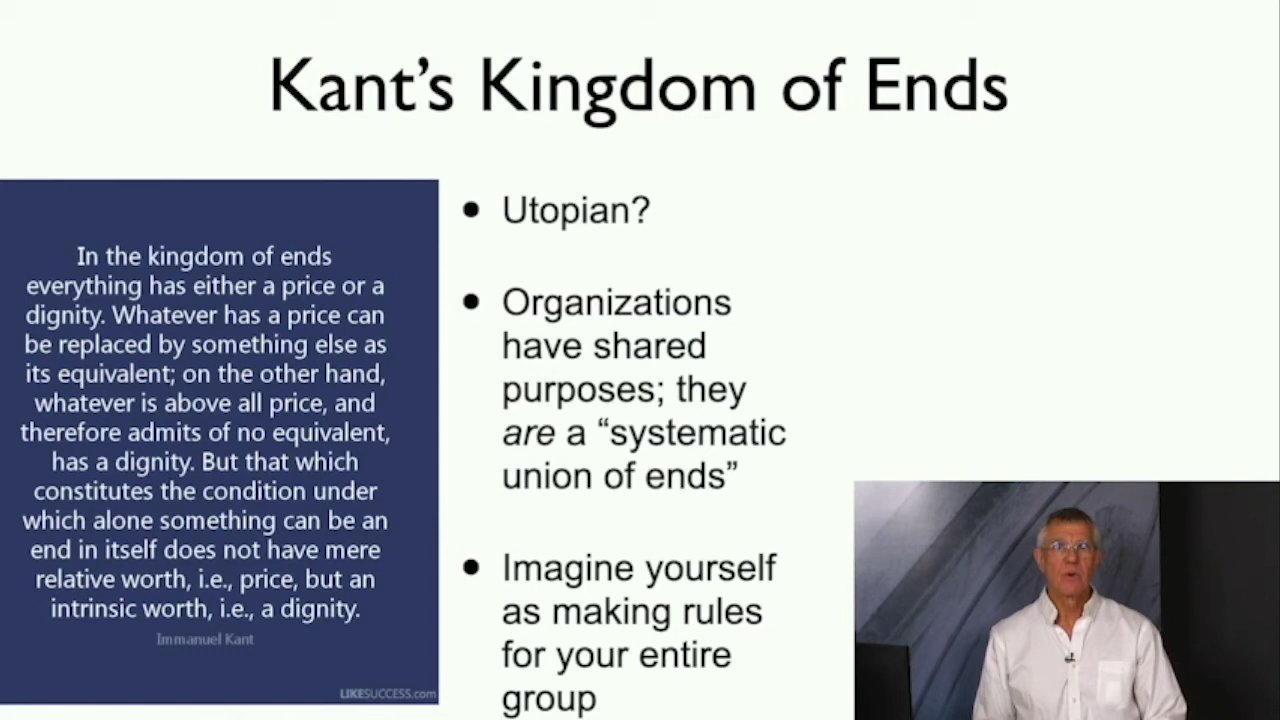 Kant's Kingdom of Ends
In the kingdom of ends
everything has either a price or a
dignity. Whatever has a price can
be replaced by something else as
its equivalent; on the other hand,
whatever is above all price, and
therefore admits of no equivalent,
has a dignity. But that which
constitutes the condition under
which alone something can be an
end in itself does not have mere
relative worth, i.e., price, but an
intrinsic worth, i.e., a dignity.
Immanuel Kant
LIKESUCCESS.com
• Utopian?
• Organizations
have shared
purposes; they
are a “systematic
union of ends”
• Imagine yourself
as making rules
for your entire
group